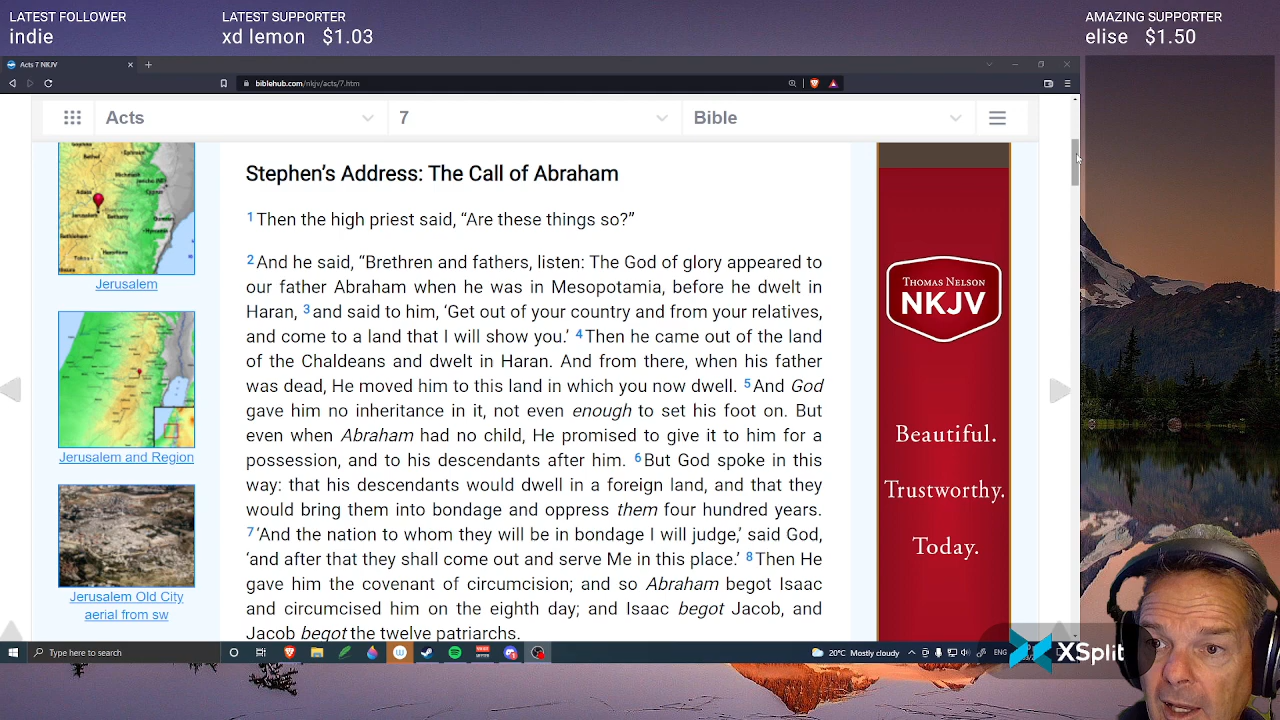 LATEST FOLLOWER
indie
LATEST SUPPORTER
xd lemon $1.03
AMAZING SUPPORTER
elise $1.50
Acts 7 NKJV
biblehub.com/nkjv/acts/7.htm
Acts
7
Bible
Jerusalem
Jerusalem and Region
Jerusalem Old City
aerial from sw
Stephen’s Address: The Call of Abraham
1 Then the high priest said, “Are these things so?”
2 And he said, “Brethren and fathers, listen: The God of glory appeared to
our father Abraham when he was in Mesopotamia, before he dwelt in
Haran, 3 and said to him, ‘Get out of your country and from your relatives,
and come to a land that I will show you.’ 4 Then he came out of the land
of the Chaldeans and dwelt in Haran. And from there, when his father
was dead, He moved him to this land in which you now dwell. 5 And God
gave him no inheritance in it, not even enough to set his foot on. But
even when Abraham had no child, He promised to give it to him for a
possession, and to his descendants after him. 6 But God spoke in this
way: that his descendants would dwell in a foreign land, and that they
would bring them into bondage and oppress them four hundred years.
7 ‘And the nation to whom they will be in bondage I will judge,’ said God,
‘and after that they shall come out and serve Me in this place.’ 8 Then He
gave him the covenant of circumcision; and so Abraham begot Isaac
and circumcised him on the eighth day; and Isaac begot Jacob, and
Jacob begot the twelve patriarchs.
THOMAS NELSON
NKJV
Beautiful.
Trustworthy.
Today.
Type here to search
20°C Mostly cloudy
ENG
XSplit